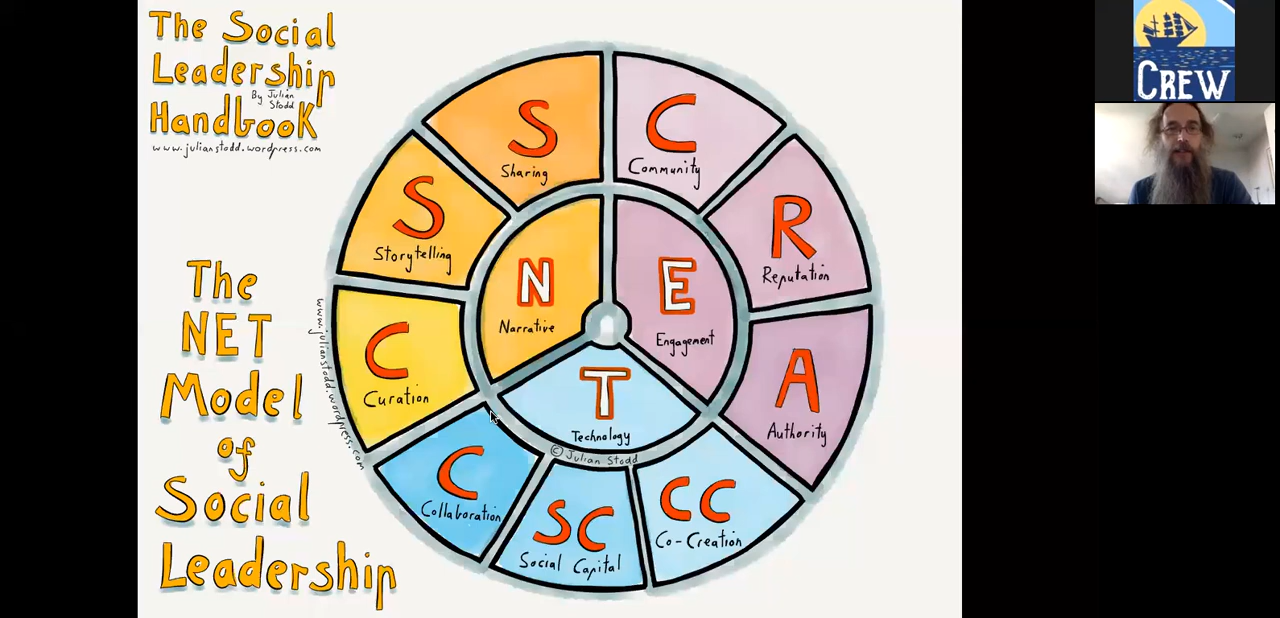 The Social
Leadership
By Julian
Stodd
Handbook
www.julianstodd.wordpress.com
The
NET
Model
of
Social
Leadership
S
Sharing
C
Community
S
Storytelling
R
Reputation
N
Narrative
E
Engagement
C
Curation
T
Technology
A
Authority
© Julian Stodd
C
Collaboration
SC
Social Capital
CC
Co-Creation
www.julianstodd.wordpress.com
CREW